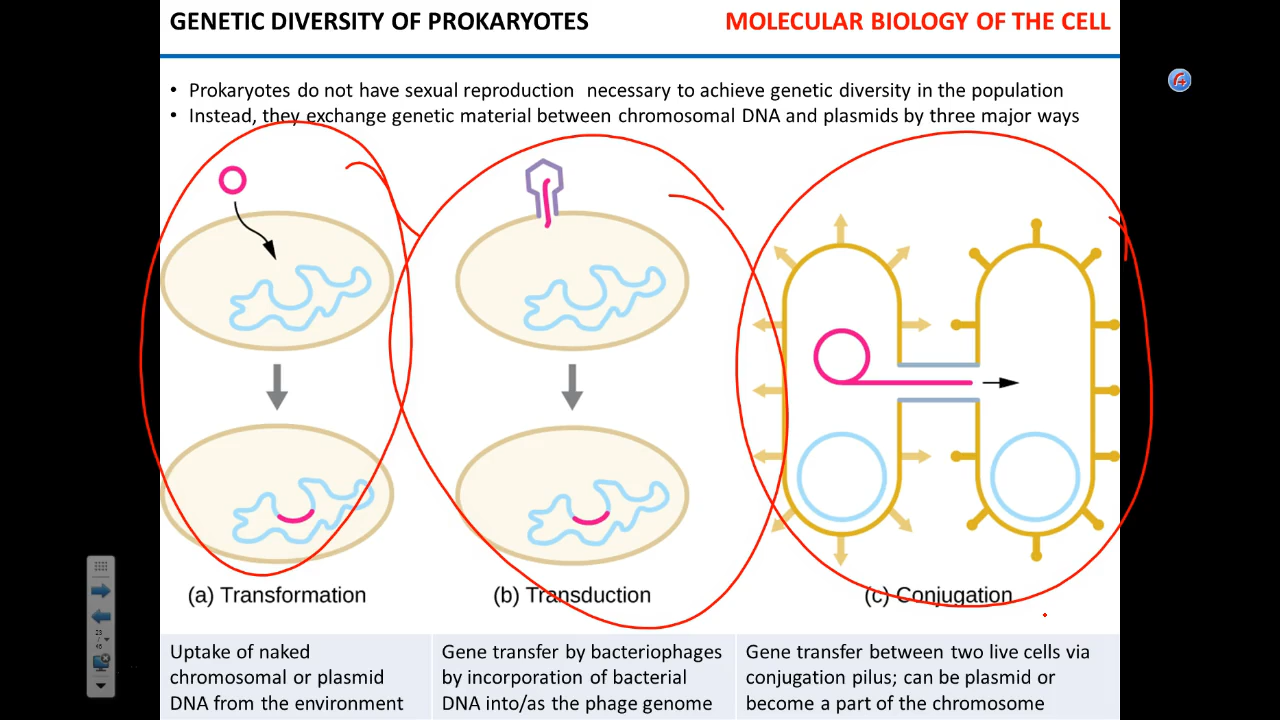 GENETIC DIVERSITY OF PROKARYOTES
MOLECULAR BIOLOGY OF THE CELL
• Prokaryotes do not have sexual reproduction necessary to achieve genetic diversity in the population
• Instead, they exchange genetic material between chromosomal DNA and plasmids by three major ways
(a) Transformation
(b) Transduction
(c) Conjugation
Uptake of naked
chromosomal or plasmid
DNA from the environment
Gene transfer by bacteriophages
by incorporation of bacterial
DNA into/as the phage genome
Gene transfer between two live cells via
conjugation pilus; can be plasmid or
become a part of the chromosome
23
/